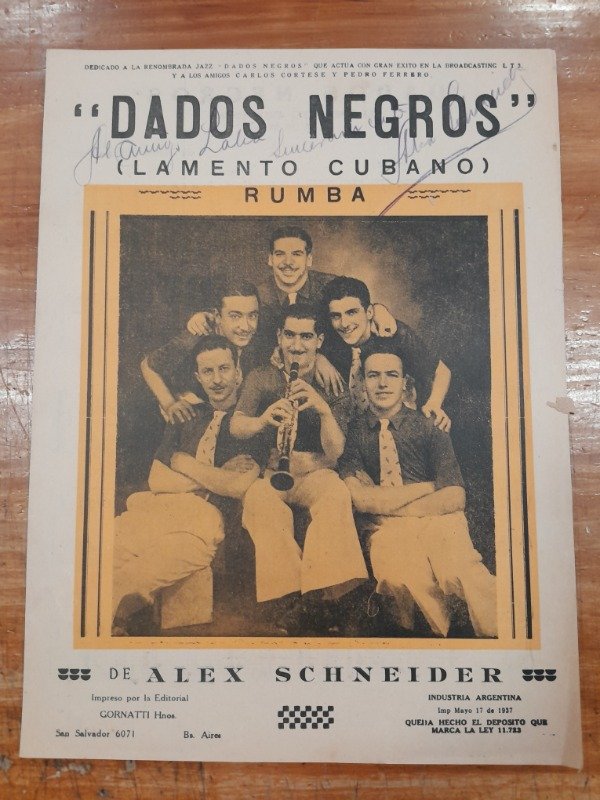 DEDICADO A LA RENOMBRADA JAZZ "DADOS NEGROS" QUE ACTUA CON GRAN EXITO EN LA BROADCASTING L T 3.
Y A LOS AMIGOS CARLOS CORTESE Y PEDRO FERRERO
"DADOS NEGROS"
Al amigo
(LAMENTO CUBANO)
RUMBA
DE ALEX SCHNEIDER
Impreso por la Editorial
GORNATTI Hnos.
San Salvador 6071 Bs. Aires
INDUSTRIA ARGENTINA
Imp Mayo 17 de 1937
QUEDA HECHO EL DEPOSITO QUE
MARCA LA LEY 11.723